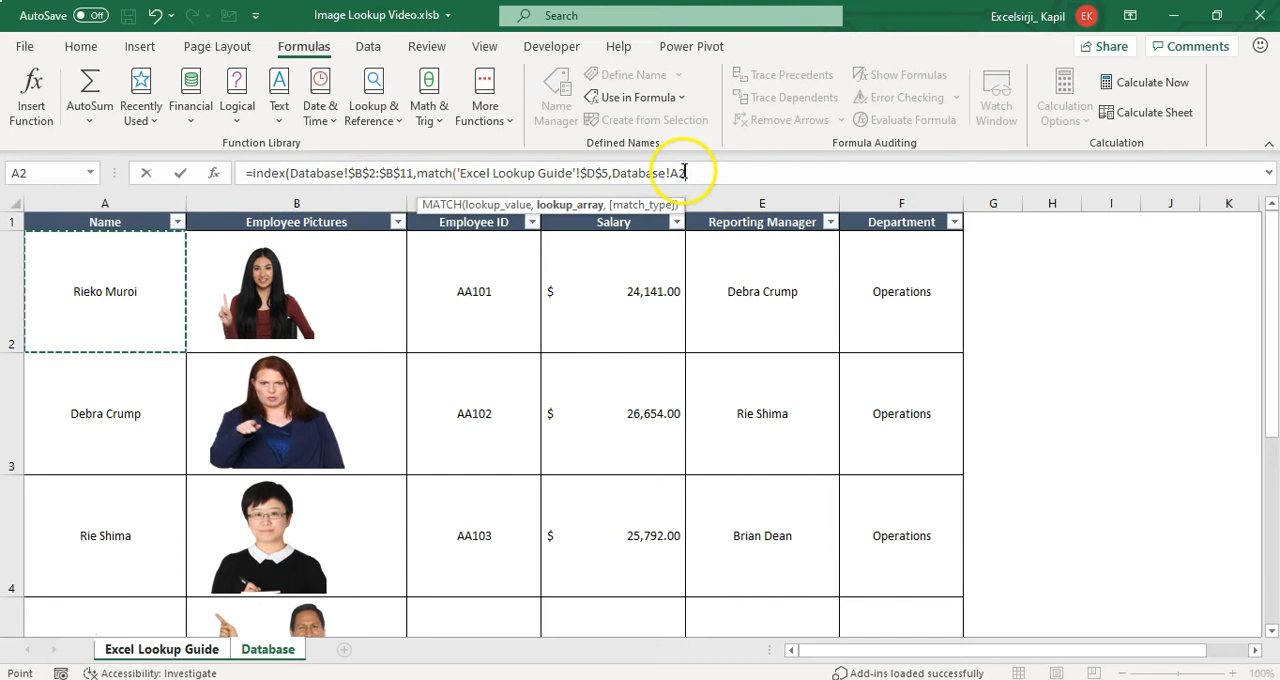 AutoSave Off Image Lookup Video.xlsb Search Excelsirji_ Kapil EK
File Home Insert Page Layout Formulas Data Review View Developer Help Power Pivot Share Comments
Insert Function AutoSum Recently Used Financial Logical Text Date & Time Lookup & Reference Math & Trig More Functions
Name Manager Define Name Use in Formula Create from Selection
Trace Precedents Trace Dependents Remove Arrows Show Formulas Error Checking Evaluate Formula Watch Window
Calculation Options Calculate Now Calculate Sheet
Function Library Defined Names Formula Auditing Calculation
A2 fx =index(Database!$B$2:$B$11,match('Excel Lookup Guide'!$D$5,Database!A2
MATCH(lookup_value, lookup_array, [match_type])
A B C D E F G H I J K
1 Name Employee Pictures Employee ID Salary Reporting Manager Department
2 Rieko Muroi AA101 $ 24,141.00 Debra Crump Operations
3 Debra Crump AA102 $ 26,654.00 Rie Shima Operations
4 Rie Shima AA103 $ 25,792.00 Brian Dean Operations
Excel Lookup Guide Database
Point Accessibility: Investigate Add-ins loaded successfully 100%